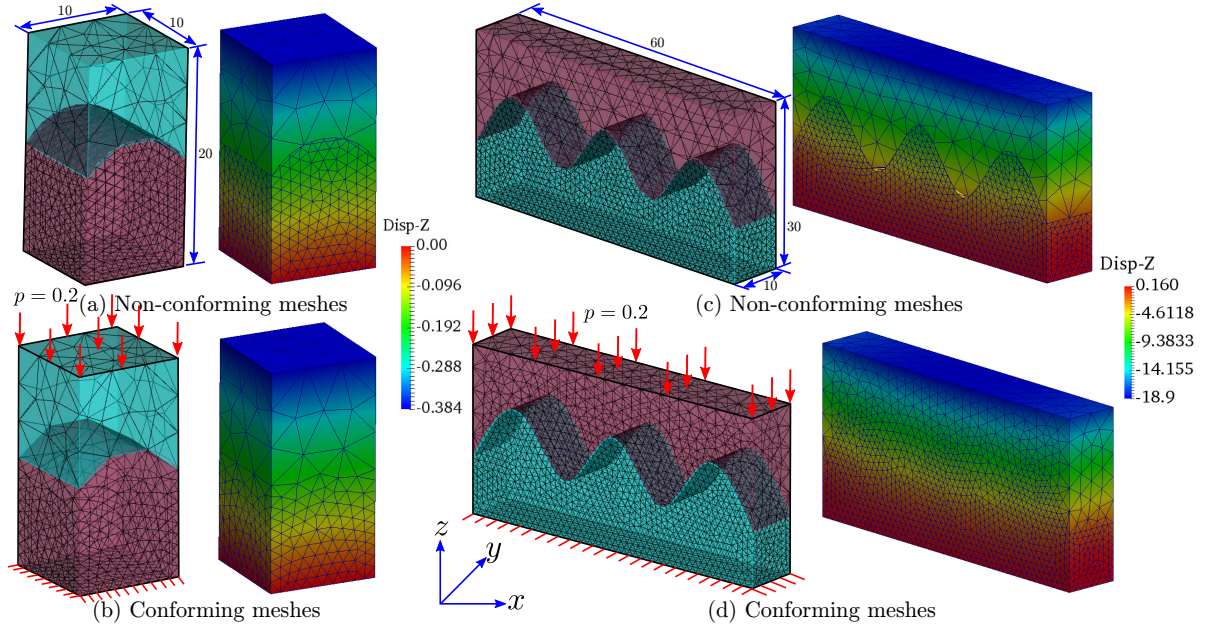 10
10
20
60
30
10
Disp-Z
0.00
-0.096
-0.192
-0.288
-0.384
(a) Non-conforming meshes
(c) Non-conforming meshes
Disp-Z
0.160
-4.6118
-9.3833
-14.155
-18.9
p = 0.2
p = 0.2
z
y
x
(b) Conforming meshes
(d) Conforming meshes